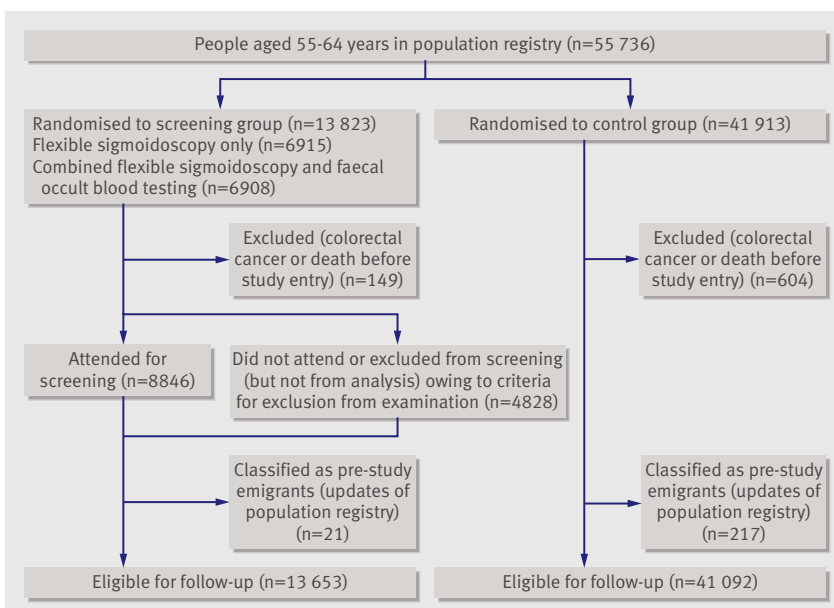 People aged 55-64 years in population registry (n=55 736)
Randomised to screening group (n=13 823)
Flexible sigmoidoscopy only (n=6915)
Combined flexible sigmoidoscopy and faecal
occult blood testing (n=6908)
Randomised to control group (n=41 913)
Excluded (colorectal
cancer or death before
study entry) (n=149)
Excluded (colorectal
cancer or death before
study entry) (n=604)
Attended for
screening (n=8846)
Did not attend or excluded from screening
(but not from analysis) owing to criteria
for exclusion from examination (n=4828)
Classified as pre-study
emigrants (updates of
population registry)
(n=21)
Classified as pre-study
emigrants (updates of
population registry)
(n=217)
Eligible for follow-up (n=13 653)
Eligible for follow-up (n=41 092)